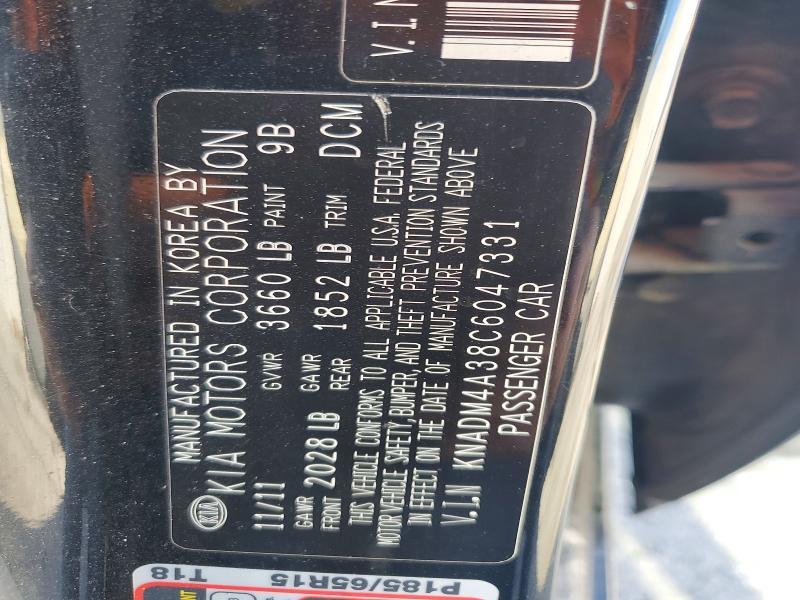 MANUFACTURED IN KOREA BY
KIA KIA MOTORS CORPORATION
11/11 GVWR 3660 LB PAINT 9B
GAWR FRONT 2028 LB GAWR REAR 1852 LB TRIM DCM
THIS VEHICLE CONFORMS TO ALL APPLICABLE U.S.A. FEDERAL
MOTOR VEHICLE SAFETY, BUMPER, AND THEFT PREVENTION STANDARDS
IN EFFECT ON THE DATE OF MANUFACTURE SHOWN ABOVE
V.I.N KNADM4A38C6047331
PASSENGER CAR
V.I.N
P185/65R15
T18